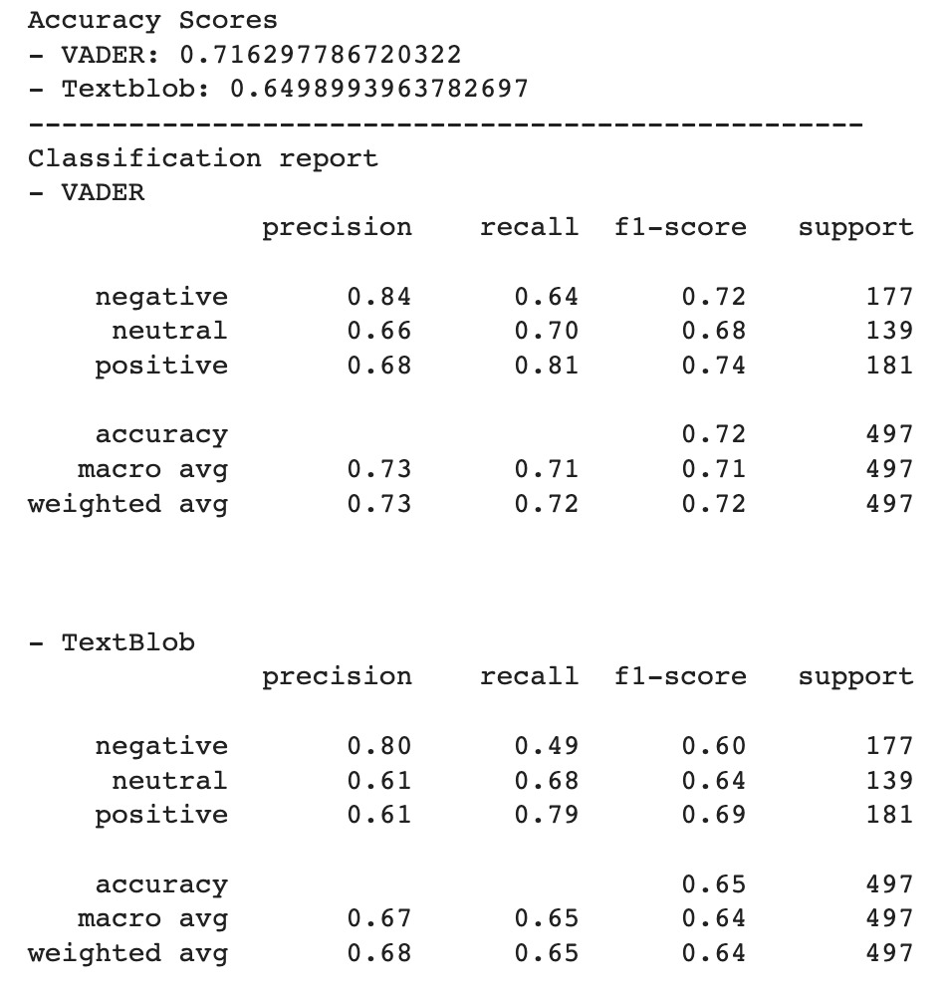 Accuracy Scores
- VADER: 0.716297786720322
- Textblob: 0.6498993963782697
--------------------------------------------------
Classification report
- VADER
precision recall f1-score support
negative 0.84 0.64 0.72 177
neutral 0.66 0.70 0.68 139
positive 0.68 0.81 0.74 181
accuracy 0.72 497
macro avg 0.73 0.71 0.71 497
weighted avg 0.73 0.72 0.72 497
- TextBlob
precision recall f1-score support
negative 0.80 0.49 0.60 177
neutral 0.61 0.68 0.64 139
positive 0.61 0.79 0.69 181
accuracy 0.65 497
macro avg 0.67 0.65 0.64 497
weighted avg 0.68 0.65 0.64 497